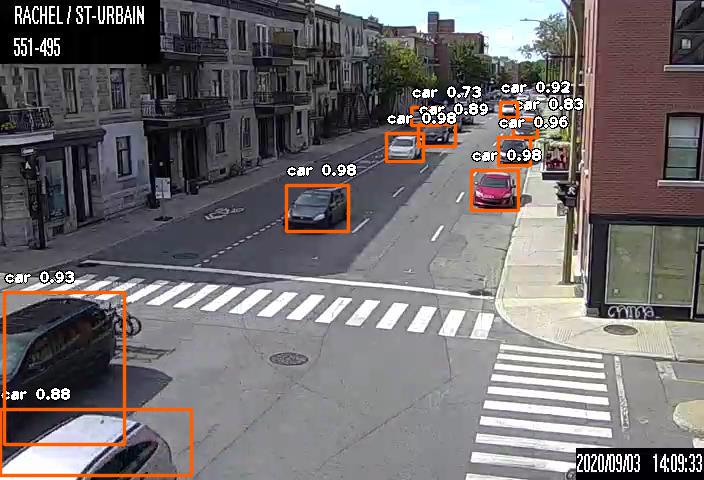 RACHEL / ST-URBAIN
551-495
car 0.73
car 0.92
car 0.89
car 0.83
car 0.98
car 0.96
car 0.98
car 0.98
car 0.93
car 0.88
2020/09/03 14:09:33